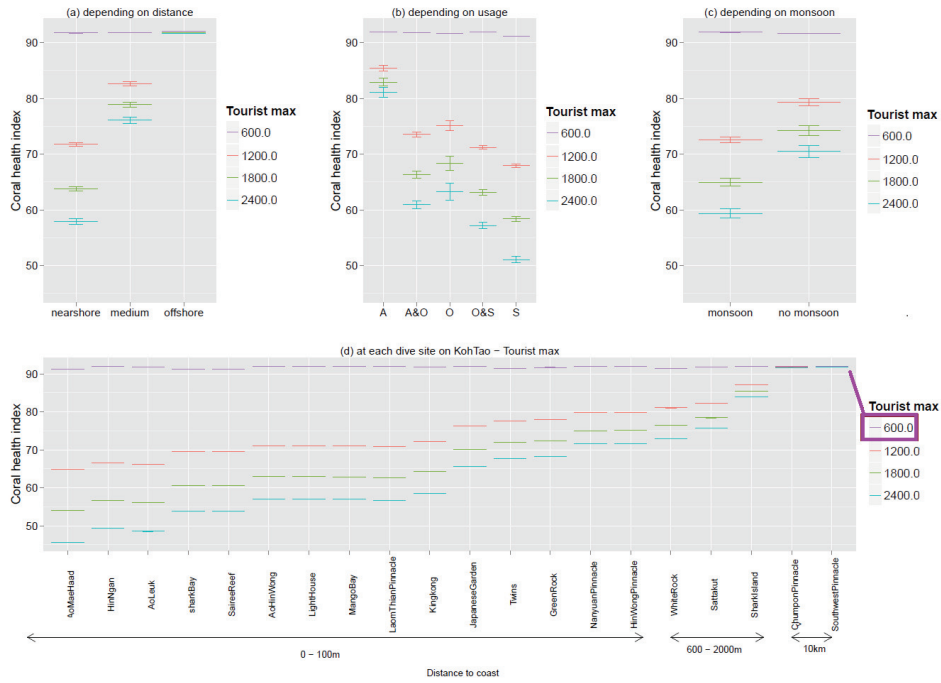 (a) depending on distance
Coral health index
90
80
70
60
50
nearshore medium offshore
Tourist max
600.0
1200.0
1800.0
2400.0
(b) depending on usage
Coral health index
90
80
70
60
50
A A&O O O&S S
Tourist max
600.0
1200.0
1800.0
2400.0
(c) depending on monsoon
Coral health index
90
80
70
60
50
monsoon no monsoon
Tourist max
600.0
1200.0
1800.0
2400.0
(d) at each dive site on KohTao − Tourist max
Coral health index
90
80
70
60
50
AoMaeHaad
HinNgan
AoLeuk
sharkBay
SaireeReef
AoHinWong
LightHouse
MangoBay
LaomThianPinnacle
Kingkong
JapaneseGarden
Twins
GreenRock
NanyuanPinnacle
HinWongPinnacle
WhiteRock
Sattakut
SharkIsland
ChumponPinnacle
SouthwestPinnacle
Tourist max
600.0
1200.0
1800.0
2400.0
0 − 100m
600 − 2000m
10km
Distance to coast